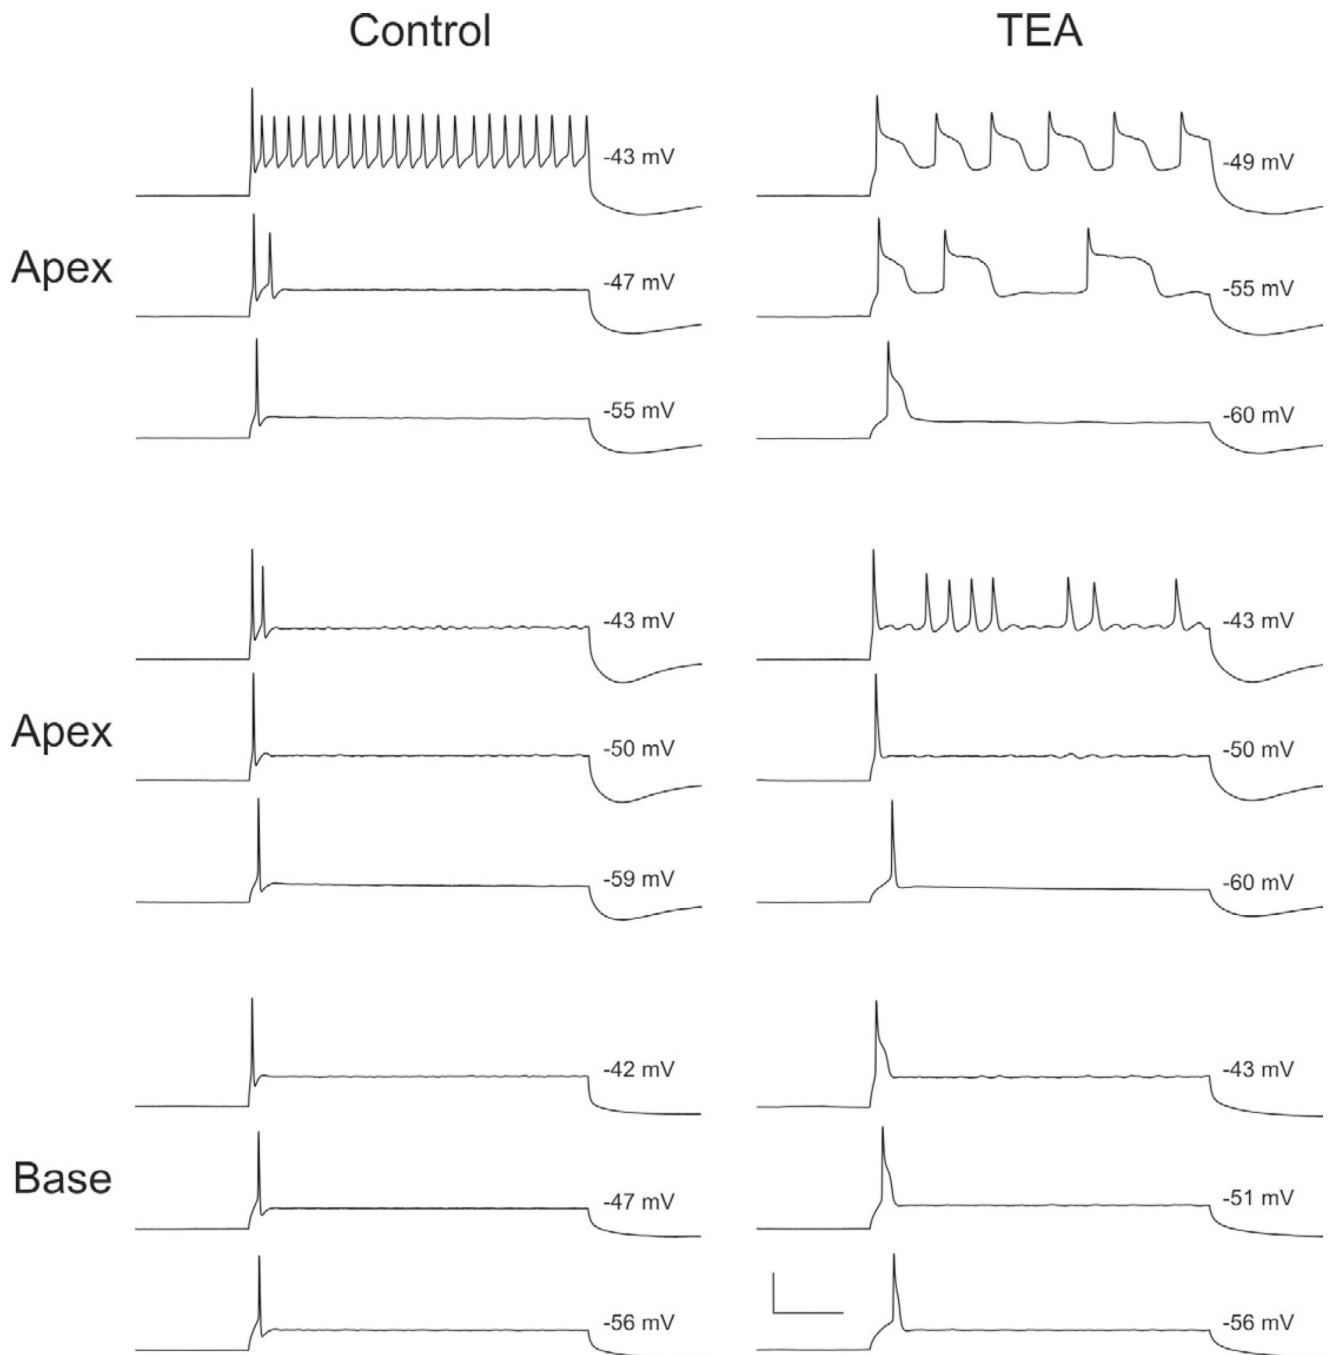 Control TEA
-43 mV -49 mV
Apex
-47 mV -55 mV
-55 mV -60 mV
-43 mV -43 mV
Apex
-50 mV -50 mV
-59 mV -60 mV
-42 mV -43 mV
Base
-47 mV -51 mV
-56 mV -56 mV